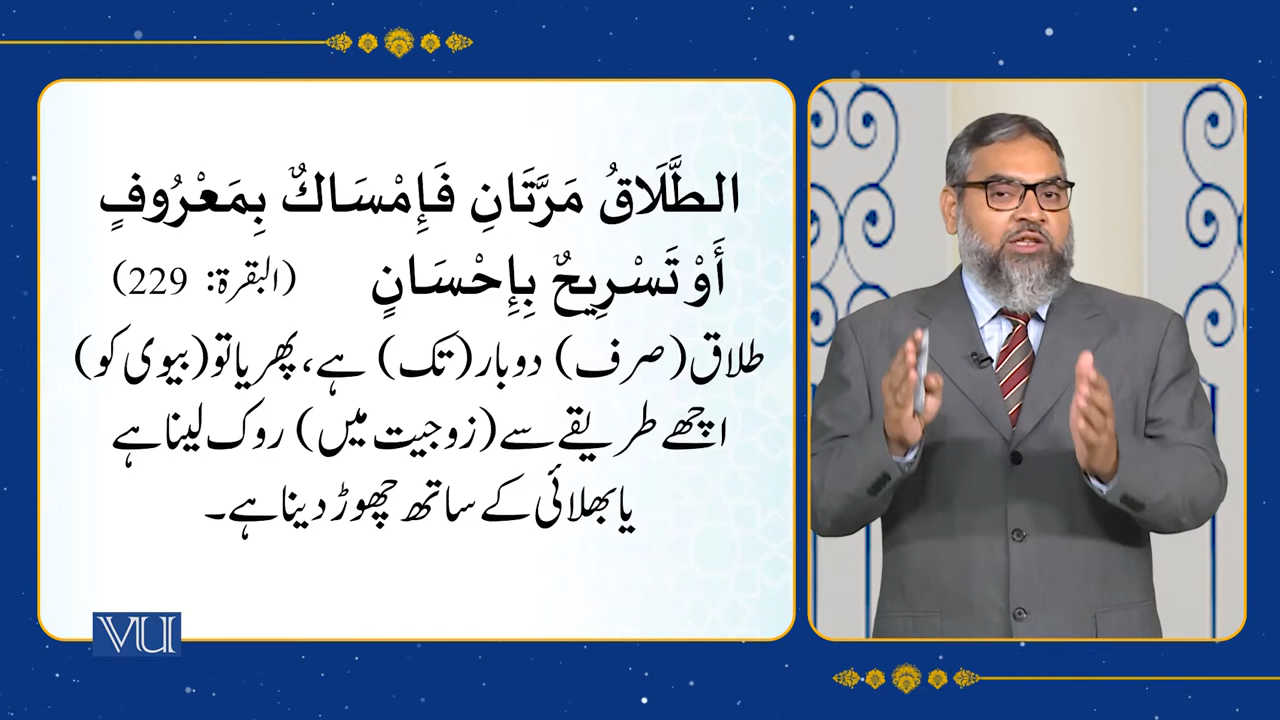 الطَّلَاقُ مَرَّتَانِ فَإِمْسَاكٌ بِمَعْرُوفٍ
أَوْ تَسْرِيحٌ بِإِحْسَانٍ (البقرة: 229)
طلاق (صرف) دو بار (تک) ہے، پھر یا تو (بیوی کو)
اچھے طریقے سے (زوجیت میں) روک لینا ہے
یا بھلائی کے ساتھ چھوڑ دینا ہے۔
VU